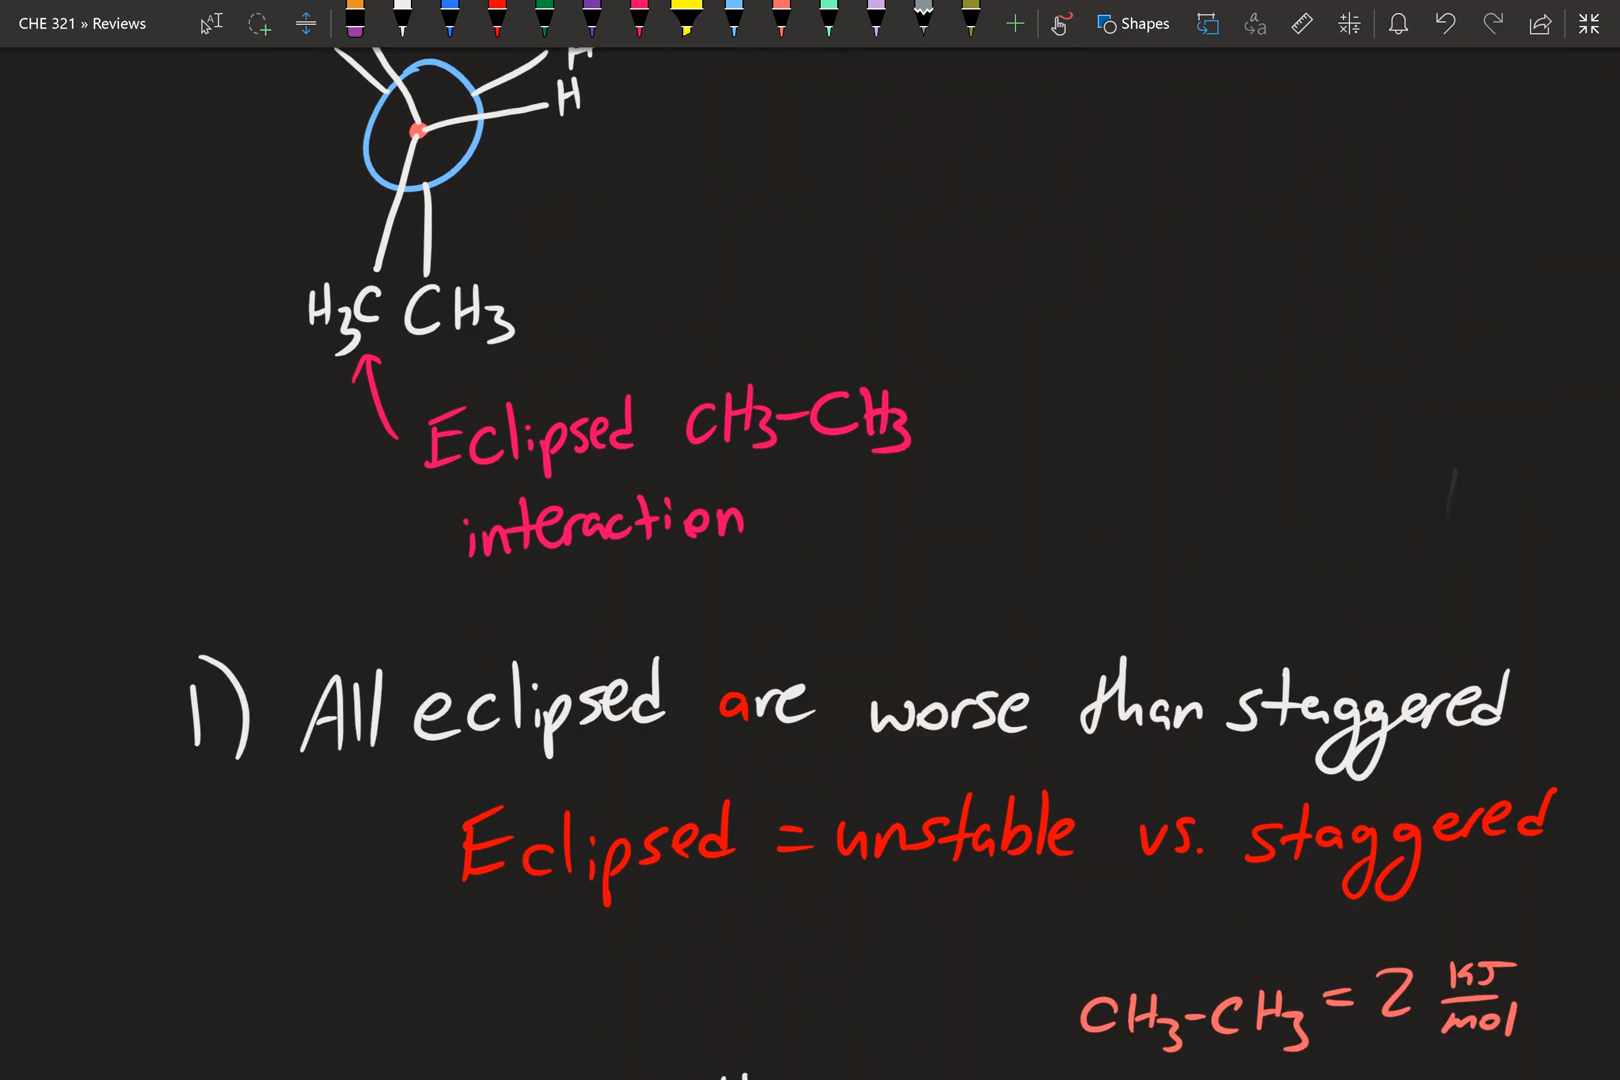 CHE 321 » Reviews
Shapes
H
H
H₃C CH₃
Eclipsed CH₃-CH₃
interaction
1) All eclipsed are worse than staggered
Eclipsed = unstable vs. staggered
CH₃-CH₃ = 2 KJ/mol